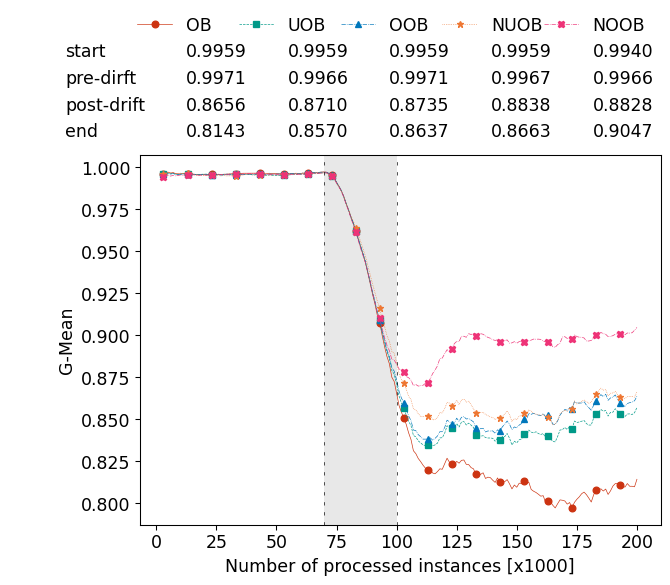 OB UOB OOB NUOB NOOB
start 0.9959 0.9959 0.9959 0.9959 0.9940
pre-dirft 0.9971 0.9966 0.9971 0.9967 0.9966
post-drift 0.8656 0.8710 0.8735 0.8838 0.8828
end 0.8143 0.8570 0.8637 0.8663 0.9047
1.000
0.975
0.950
0.925
0.900
0.875
0.850
0.825
0.800
G-Mean
0 25 50 75 100 125 150 175 200
Number of processed instances [x1000]